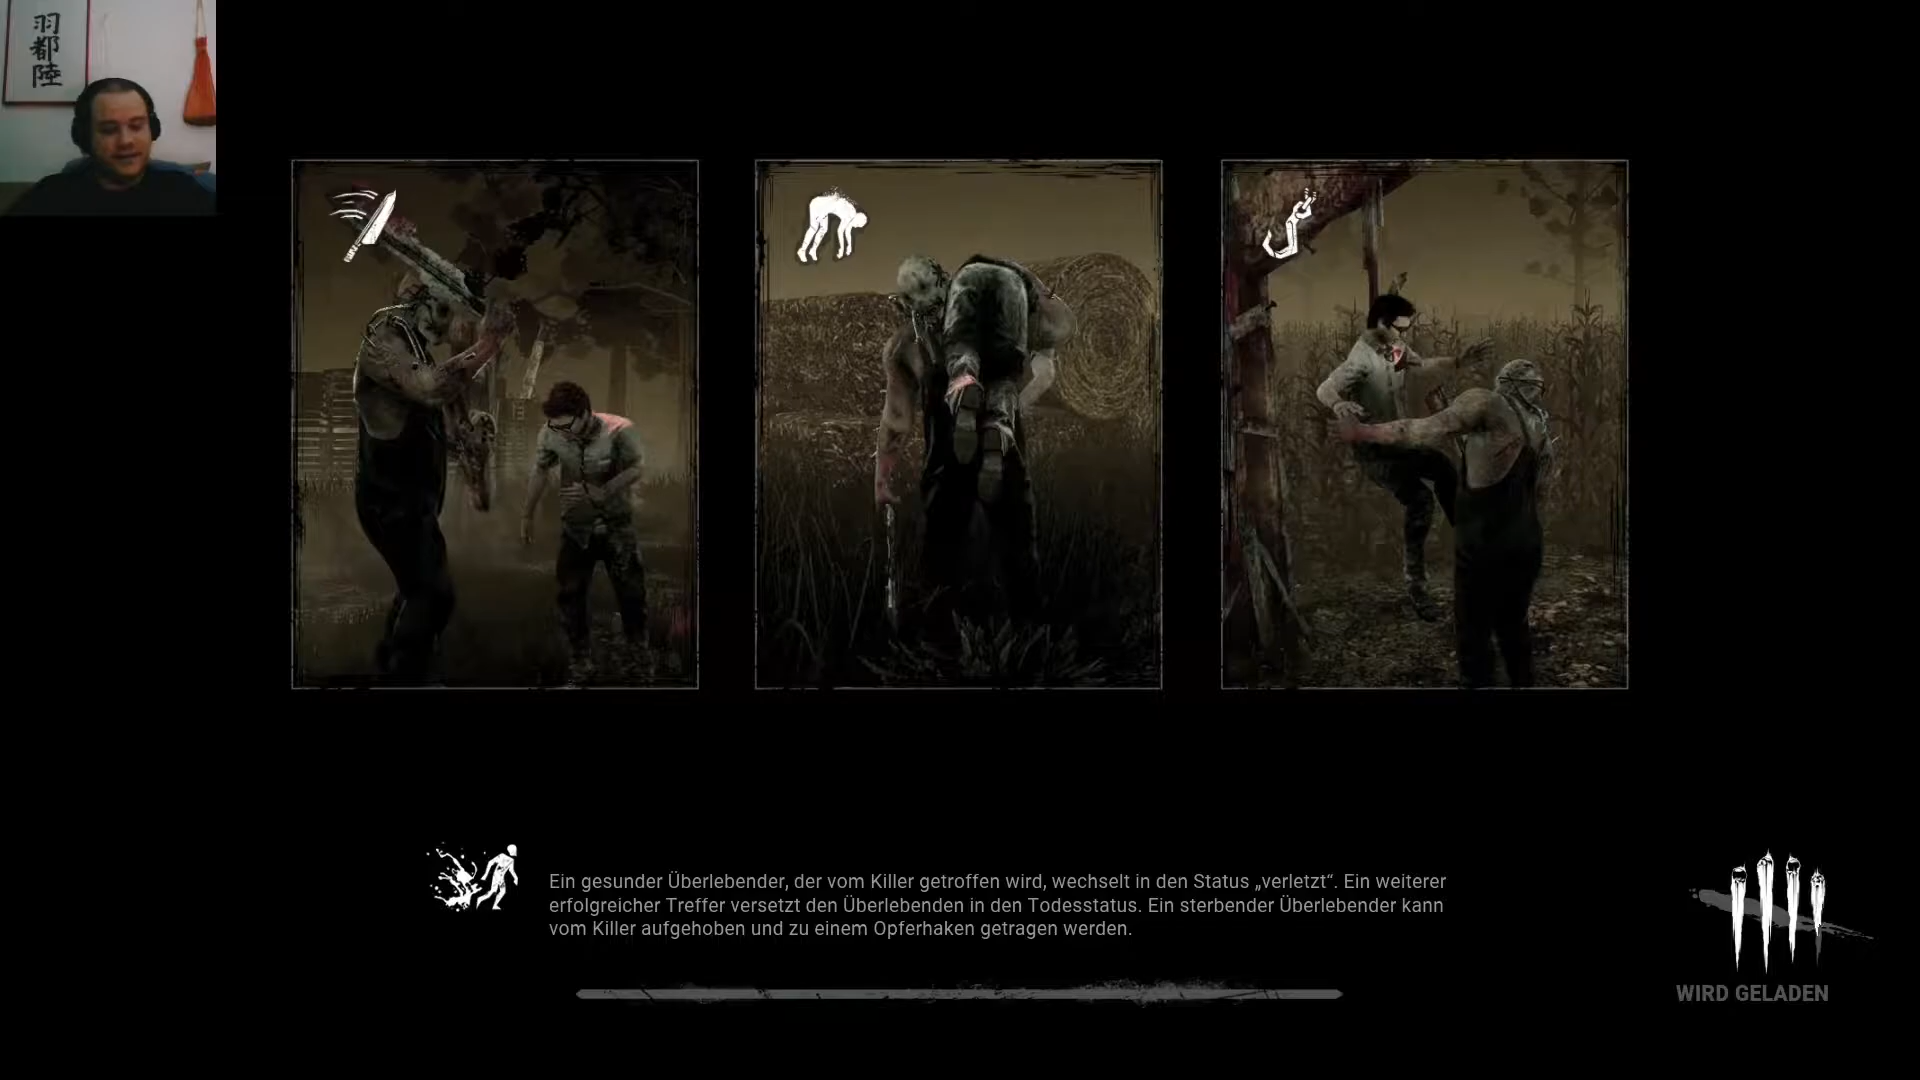 羽
都
陸
Ein gesunder Überlebender, der vom Killer getroffen wird, wechselt in den Status „verletzt“. Ein weiterer
erfolgreicher Treffer versetzt den Überlebenden in den Todesstatus. Ein sterbender Überlebender kann
vom Killer aufgehoben und zu einem Opferhaken getragen werden.
WIRD GELADEN